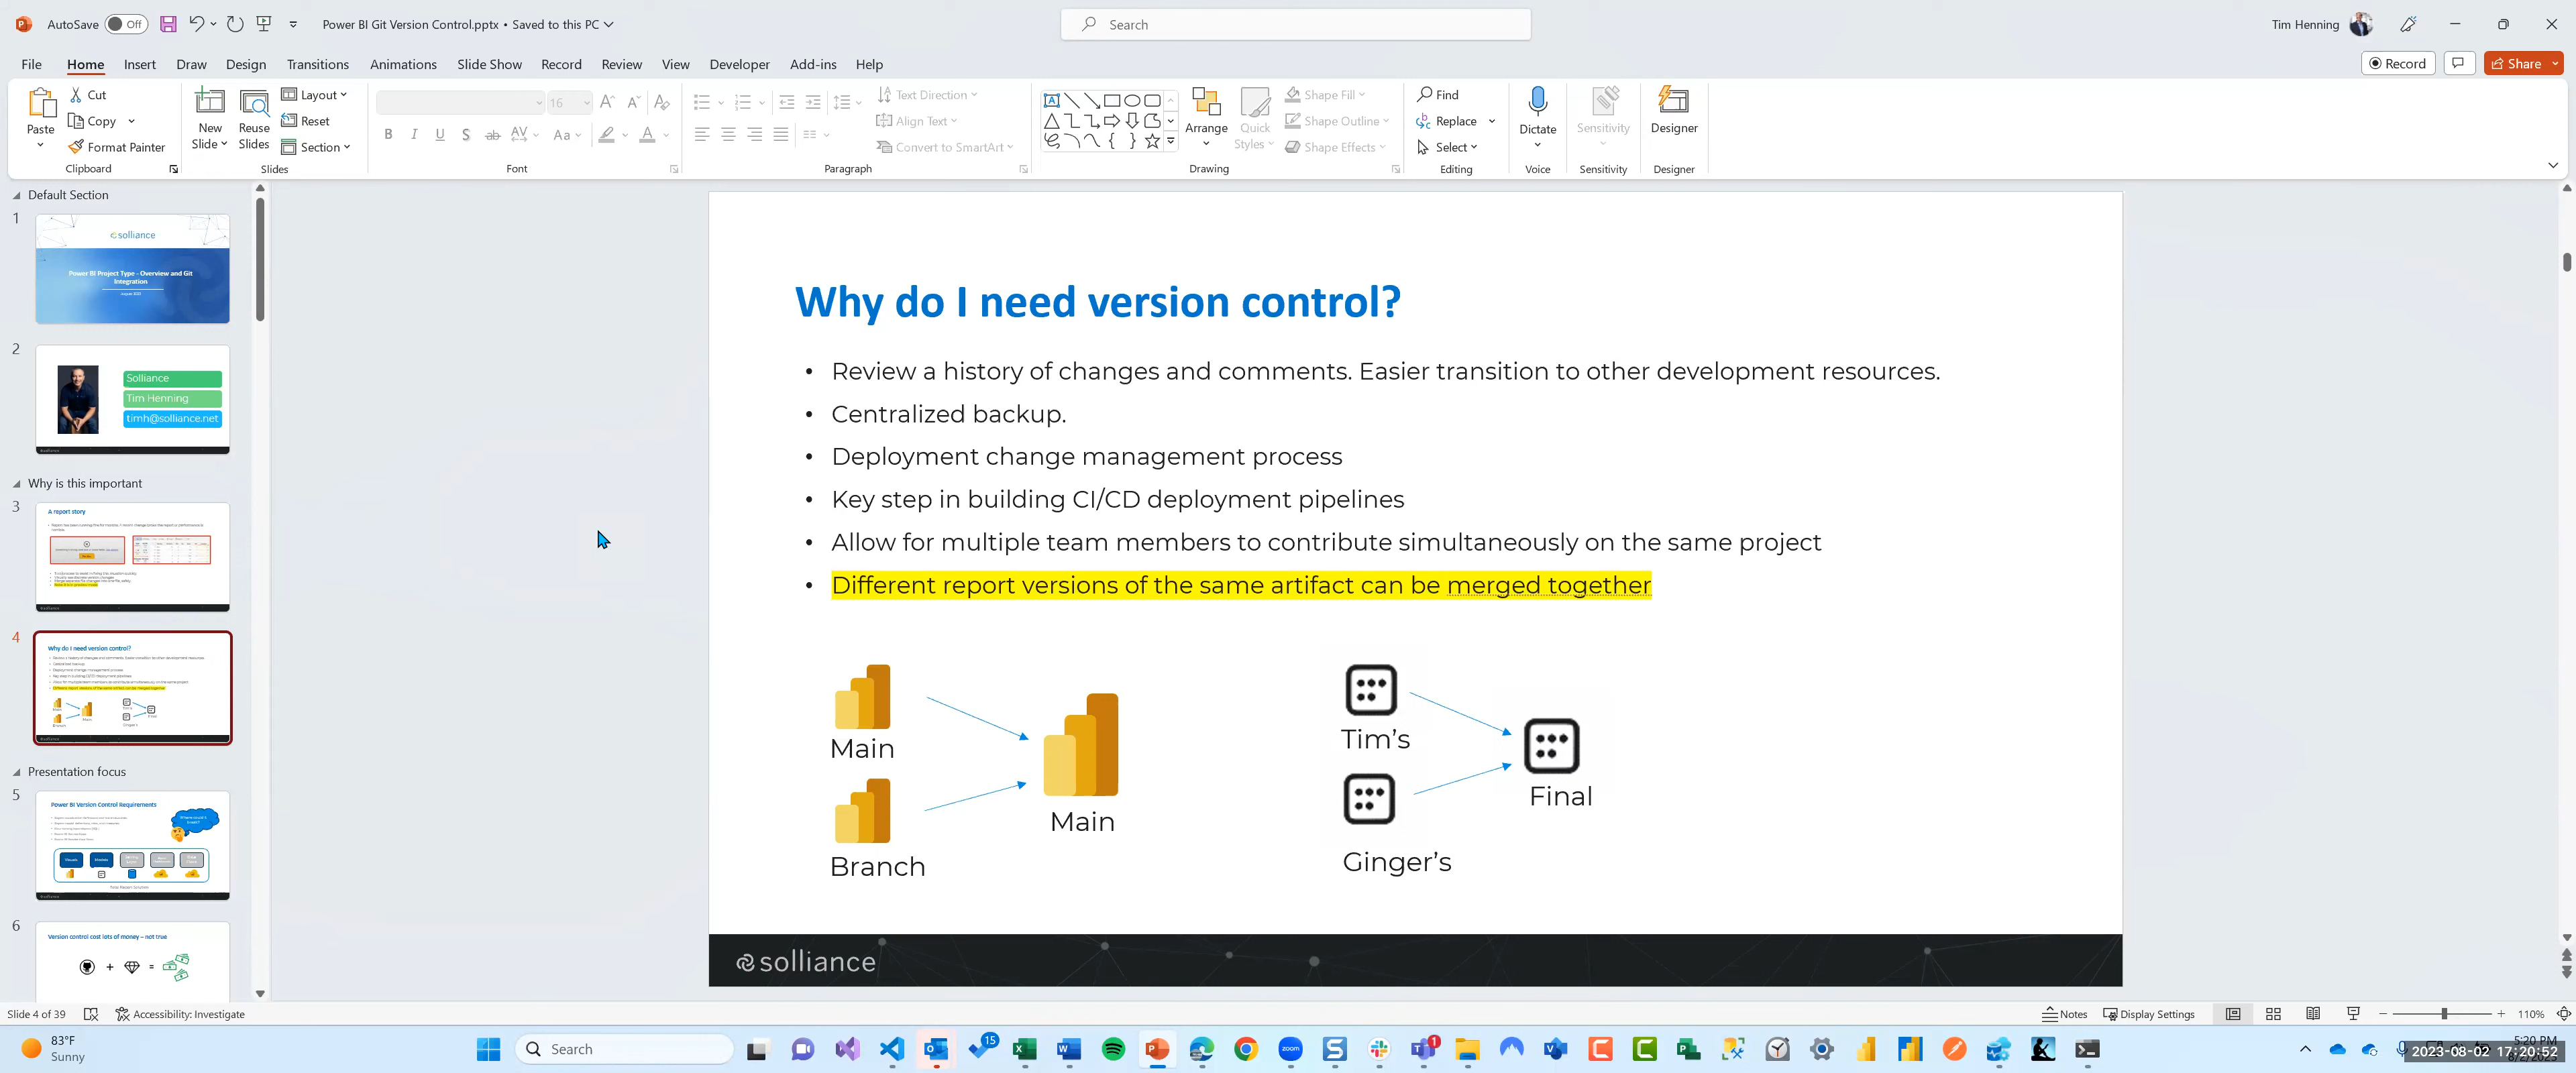 AutoSave Off
Power BI Git Version Control.pptx • Saved to this PC
Search
Tim Henning
File Home Insert Draw Design Transitions Animations Slide Show Record Review View Developer Add-ins Help
Record
Share
Paste
Cut
Copy
Format Painter
Clipboard
New Slide
Reuse Slides
Layout
Reset
Section
Slides
16
Font
Text Direction
Align Text
Convert to SmartArt
Paragraph
Arrange
Quick Styles
Shape Fill
Shape Outline
Shape Effects
Drawing
Find
Replace
Select
Editing
Dictate
Voice
Sensitivity
Sensitivity
Designer
Designer
Default Section
1
solliance
Power BI Project Type - Overview and Git
Integration
2
Solliance
Tim Henning
timh@solliance.net
Why is this important
3
A report story
4
Why do I need version control?
Presentation focus
5
Power BI Version Control Requirements
6
Version control cost lots of money – not true
+ =
Why do I need version control?
• Review a history of changes and comments. Easier transition to other development resources.
• Centralized backup.
• Deployment change management process
• Key step in building CI/CD deployment pipelines
• Allow for multiple team members to contribute simultaneously on the same project
• Different report versions of the same artifact can be merged together
Main
Branch
Main
Tim's
Ginger's
Final
solliance
Slide 4 of 39
Accessibility: Investigate
Notes
Display Settings
110%
83°F
Sunny
Search
15
zoom
1
5:20 PM
2023-08-02 17:20:52